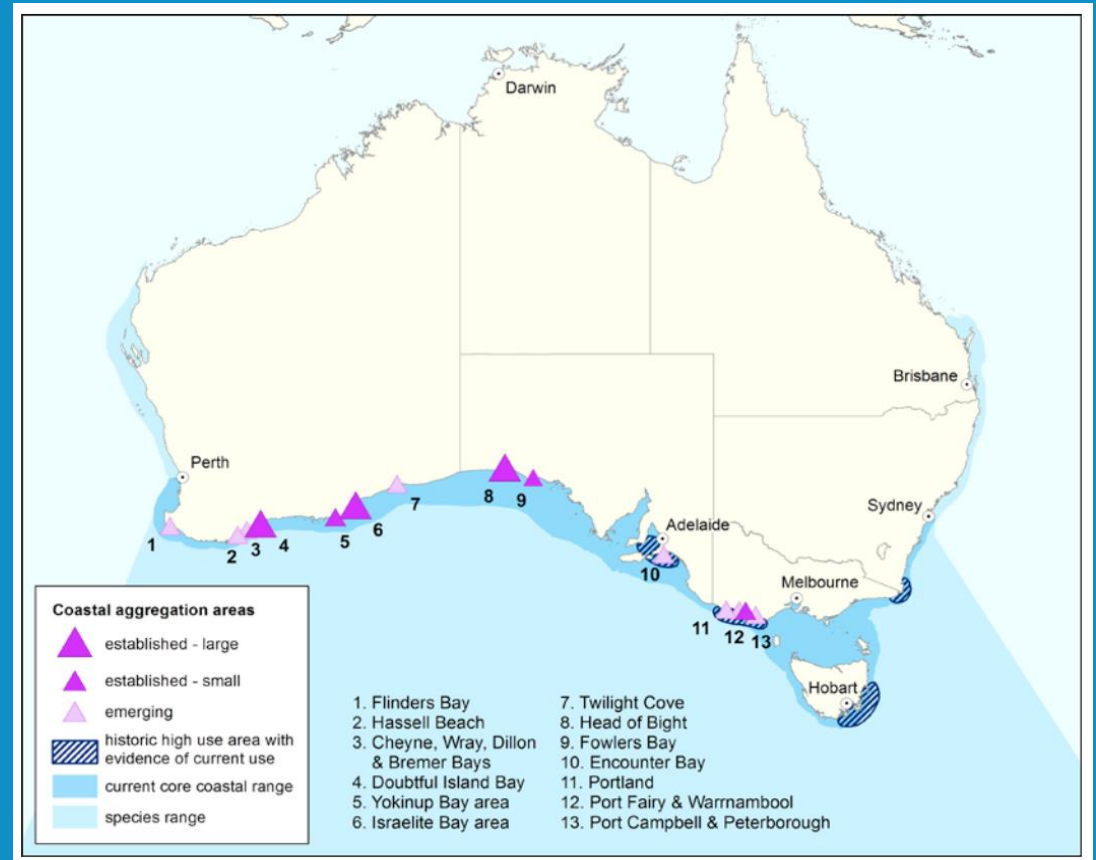 Darwin
Brisbane
Perth
Sydney
Adelaide
Melbourne
Hobart
1
2
3
4
5
6
7
8
9
10
11
12
13
Coastal aggregation areas
established - large
established - small
emerging
historic high use area with
evidence of current use
current core coastal range
species range
1. Flinders Bay
2. Hassell Beach
3. Cheyne, Wray, Dillon
& Bremer Bays
4. Doubtful Island Bay
5. Yokinup Bay area
6. Israelite Bay area
7. Twilight Cove
8. Head of Bight
9. Fowlers Bay
10. Encounter Bay
11. Portland
12. Port Fairy & Warrnambool
13. Port Campbell & Peterborough